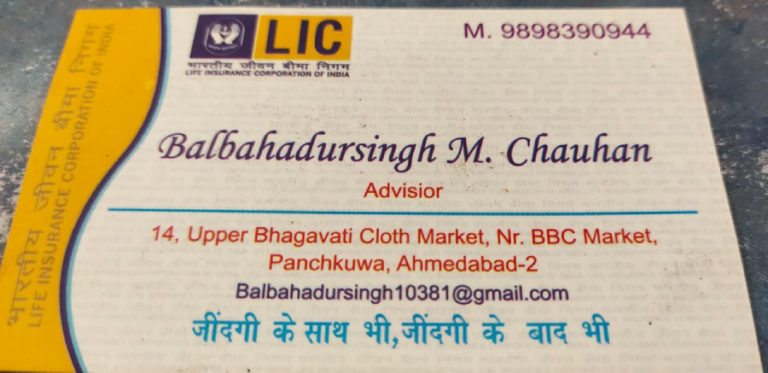 LIC
M. 9898390944
भारतीय जीवन बीमा निगम
LIFE INSURANCE CORPORATION OF INDIA
भारतीय जीवन बीमा निगम
LIFE INSURANCE CORPORATION OF INDIA
Balbahadursingh M. Chauhan
Advisior
14, Upper Bhagavati Cloth Market, Nr. BBC Market,
Panchkuwa, Ahmedabad-2
Balbahadursingh10381@gmail.com
जींदगी के साथ भी,जींदगी के बाद भी